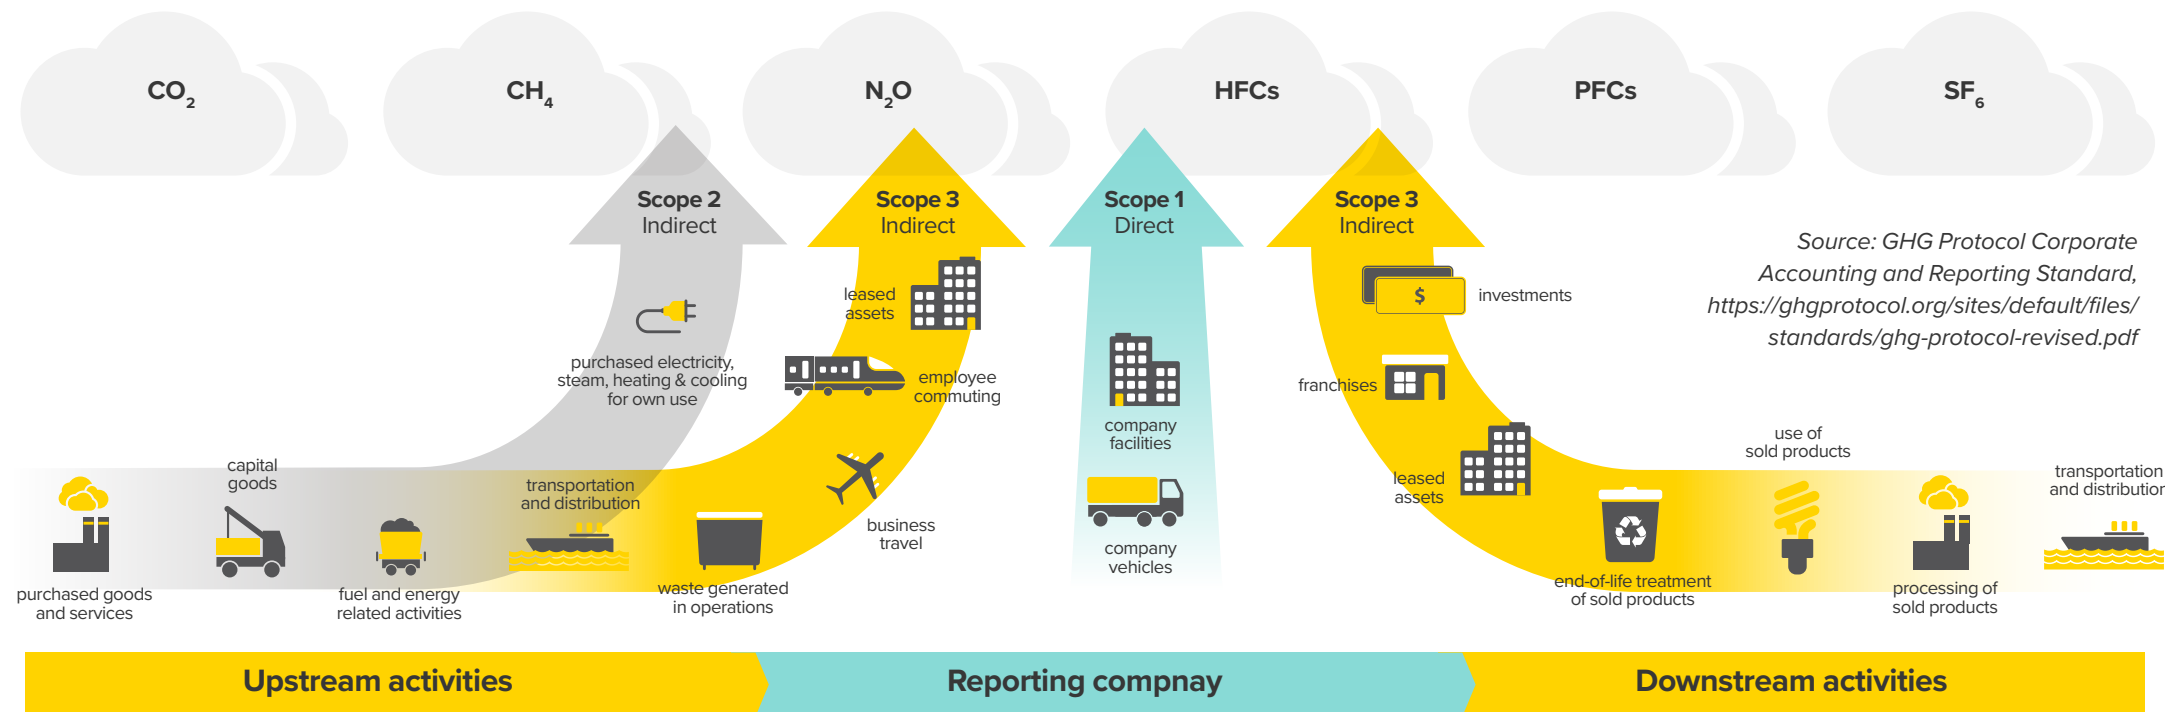 CO₂
CH₄
N₂O
HFCs
PFCs
SF₆
Scope 2
Indirect
Scope 3
Indirect
Scope 1
Direct
Scope 3
Indirect
Source: GHG Protocol Corporate
Accounting and Reporting Standard,
https://ghgprotocol.org/sites/default/files/
standards/ghg-protocol-revised.pdf
purchased electricity,
steam, heating & cooling
for own use
leased
assets
employee
commuting
business
travel
purchased goods
and services
capital
goods
fuel and energy
related activities
transportation
and distribution
waste generated
in operations
company
facilities
company
vehicles
$
investments
franchises
leased
assets
end-of-life treatment
of sold products
use of
sold products
processing of
sold products
transportation
and distribution
Upstream activities
Reporting compnay
Downstream activities